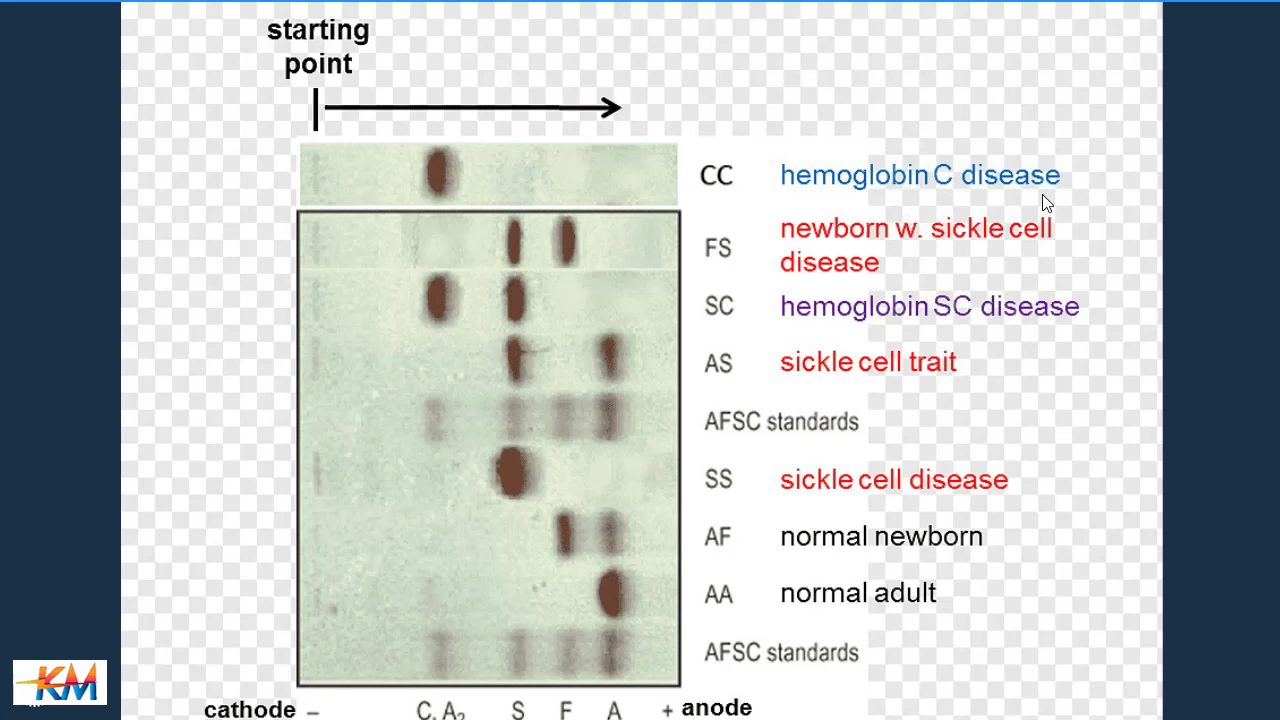 starting
point
CC hemoglobin C disease
FS newborn w. sickle cell
disease
SC hemoglobin SC disease
AS sickle cell trait
AFSC standards
SS sickle cell disease
AF normal newborn
AA normal adult
AFSC standards
cathode – C, A₂ S F A + anode
KM